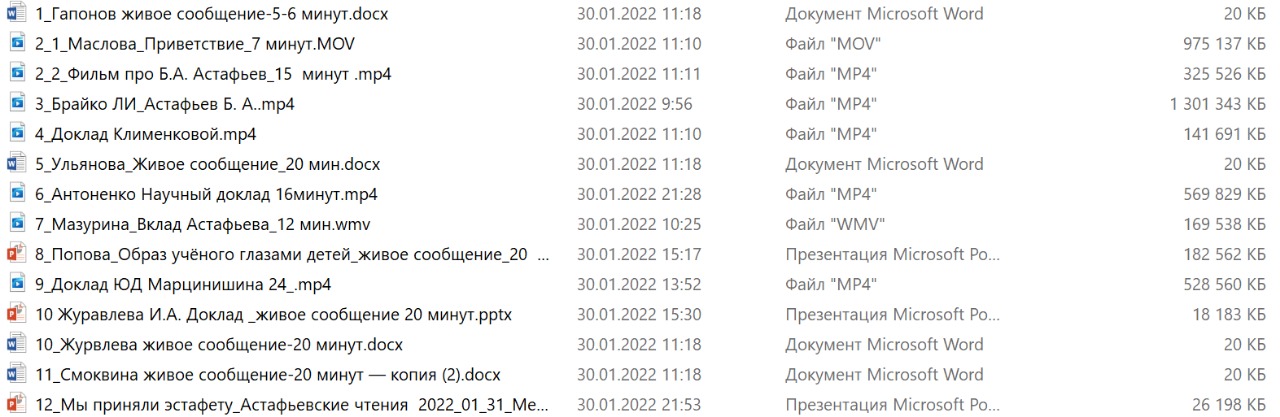 1_Гапонов живое сообщение-5-6 минут.docx 30.01.2022 11:18 Документ Microsoft Word 20 КБ
2_1_Маслова_Приветствие_7 минут.MOV 30.01.2022 11:10 Файл "MOV" 975 137 КБ
2_2_Фильм про Б.А. Астафьев_15 минут .mp4 30.01.2022 11:11 Файл "MP4" 325 526 КБ
3_Брайко ЛИ_Астафьев Б. А..mp4 30.01.2022 9:56 Файл "MP4" 1 301 343 КБ
4_Доклад Клименковой.mp4 30.01.2022 11:10 Файл "MP4" 141 691 КБ
5_Ульянова_Живое сообщение_20 мин.docx 30.01.2022 11:18 Документ Microsoft Word 20 КБ
6_Антоненко Научный доклад 16минут.mp4 30.01.2022 21:28 Файл "MP4" 569 829 КБ
7_Мазурина_Вклад Астафьева_12 мин.wmv 30.01.2022 10:25 Файл "WMV" 169 538 КБ
8_Попова_Образ учёного глазами детей_живое сообщение_20 ... 30.01.2022 15:17 Презентация Microsoft Po... 182 562 КБ
9_Доклад ЮД Марцинишина 24_.mp4 30.01.2022 13:52 Файл "MP4" 528 560 КБ
10 Журавлева И.А. Доклад _живое сообщение 20 минут.pptx 30.01.2022 15:30 Презентация Microsoft Po... 18 183 КБ
10_Журвлева живое сообщение-20 минут.docx 30.01.2022 11:18 Документ Microsoft Word 20 КБ
11_Смоквина живое сообщение-20 минут — копия (2).docx 30.01.2022 11:18 Документ Microsoft Word 20 КБ
12_Мы приняли эстафету_Астафьевские чтения 2022_01_31_Ме... 30.01.2022 21:53 Презентация Microsoft Po... 26 198 КБ